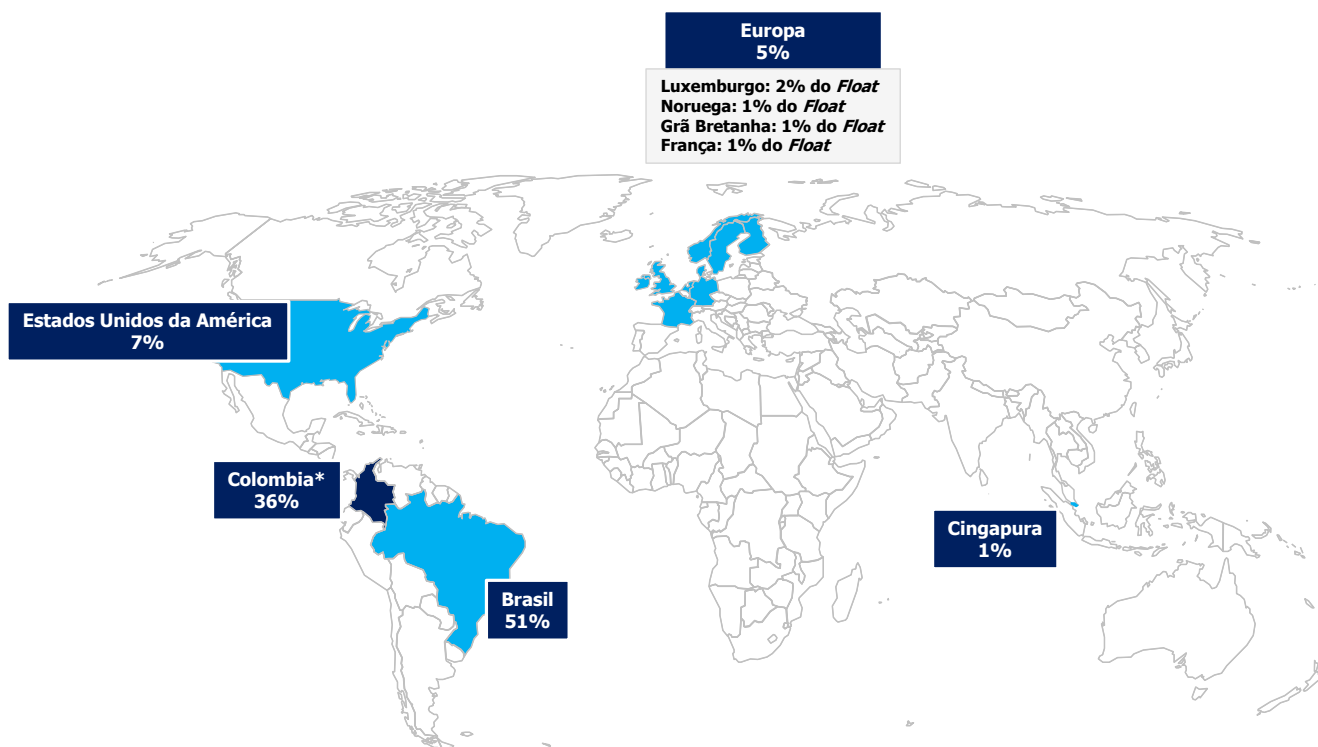 Europa
5%
Luxemburgo: 2% do Float
Noruega: 1% do Float
Grã Bretanha: 1% do Float
França: 1% do Float
Estados Unidos da América
7%
Colombia*
36%
Cingapura
1%
Brasil
51%